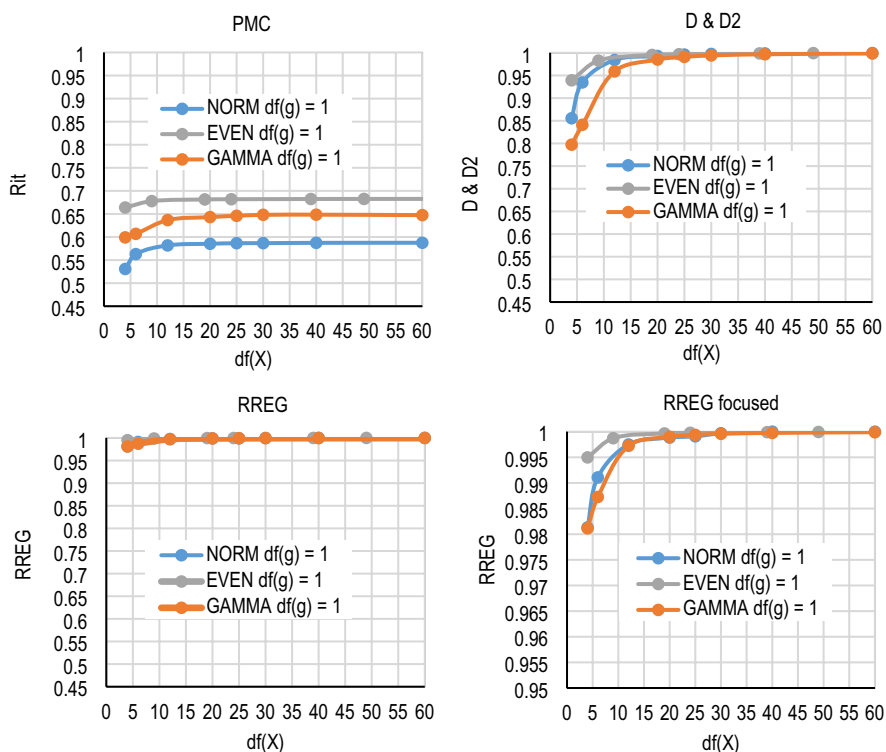 PMC
Rit
1
0.95
0.9
0.85
0.8
0.75
0.7
0.65
0.6
0.55
0.5
0.45
NORM df(g) = 1
EVEN df(g) = 1
GAMMA df(g) = 1
0 5 10 15 20 25 30 35 40 45 50 55 60
df(X)
D & D2
D & D2
1
0.95
0.9
0.85
0.8
0.75
0.7
0.65
0.6
0.55
0.5
0.45
NORM df(g) = 1
EVEN df(g) = 1
GAMMA df(g) = 1
0 5 10 15 20 25 30 35 40 45 50 55 60
df(X)
RREG
RREG
1
0.95
0.9
0.85
0.8
0.75
0.7
0.65
0.6
0.55
0.5
0.45
NORM df(g) = 1
EVEN df(g) = 1
GAMMA df(g) = 1
0 5 10 15 20 25 30 35 40 45 50 55 60
df(X)
RREG focused
RREG
1
0.995
0.99
0.985
0.98
0.975
0.97
0.965
0.96
0.955
0.95
NORM df(g) = 1
EVEN df(g) = 1
GAMMA df(g) = 1
0 5 10 15 20 25 30 35 40 45 50 55 60
df(X)